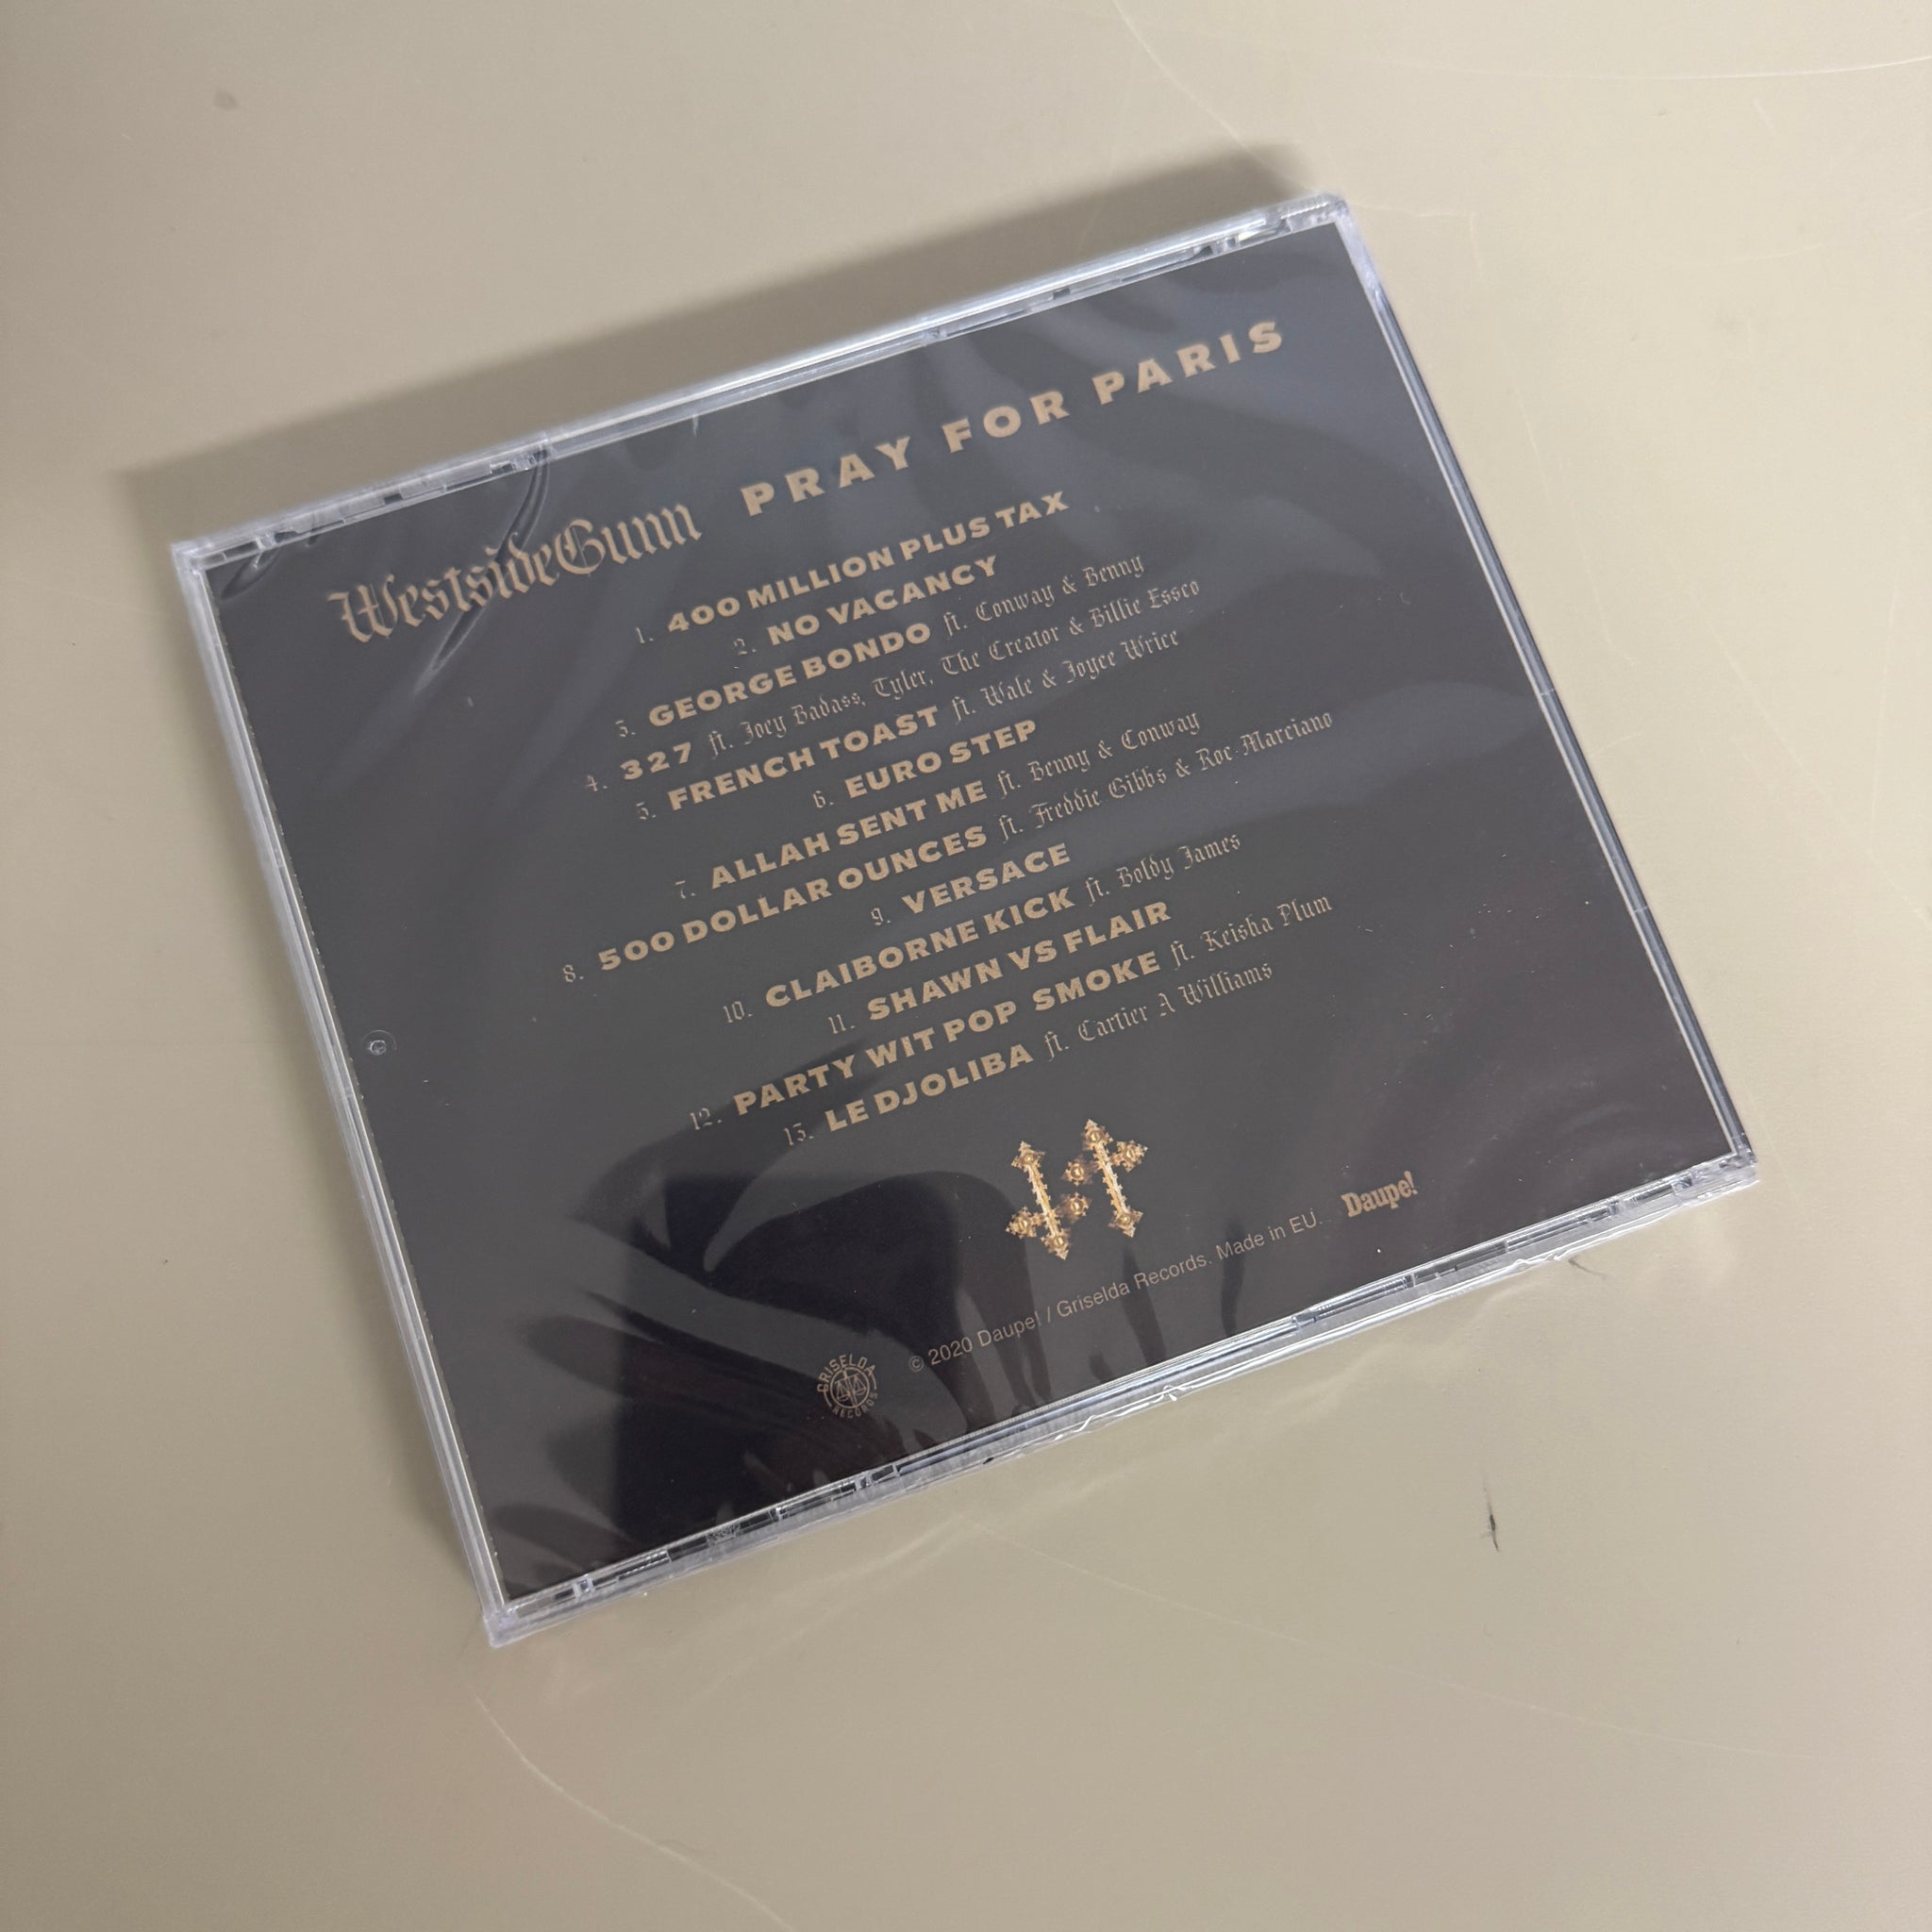 WestsideGunn PRAY FOR PARIS
1. 400 MILLION PLUS TAX
2. NO VACANCY
3. GEORGE BONDO ft. Conway & Benny
4. 327 ft. Joey Badass, Tyler, The Creator & Billie Essco
5. FRENCH TOAST ft. Wale & Joyce Wrice
6. EURO STEP
7. ALLAH SENT ME ft. Benny & Conway
8. 500 DOLLAR OUNCES ft. Freddie Gibbs & Roc Marciano
9. VERSACE
10. CLAIBORNE KICK ft. Boldy James
11. SHAWN VS FLAIR
12. PARTY WIT POP SMOKE ft. Keisha Plum
13. LE DJOLIBA ft. Cartier A Williams
GRISELDA RECORDS
© 2020 Daupe! / Griselda Records. Made in EU.
Daupe!